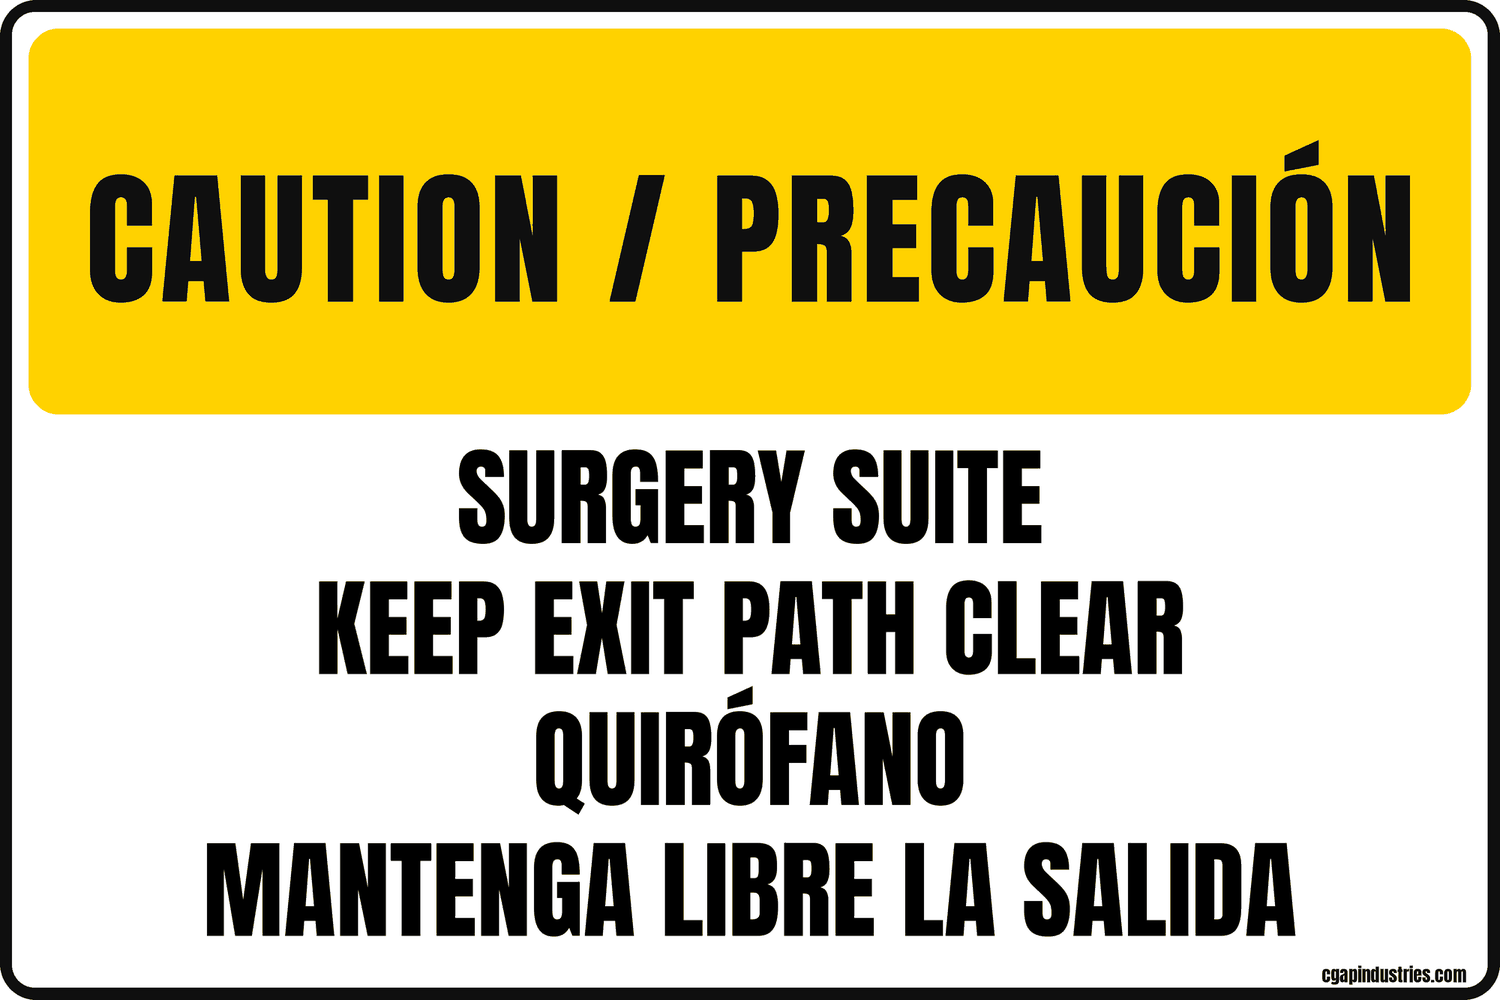 CAUTION / PRECAUCIÓN
SURGERY SUITE
KEEP EXIT PATH CLEAR
QUIRÓFANO
MANTENGA LIBRE LA SALIDA
cgapindustries.com